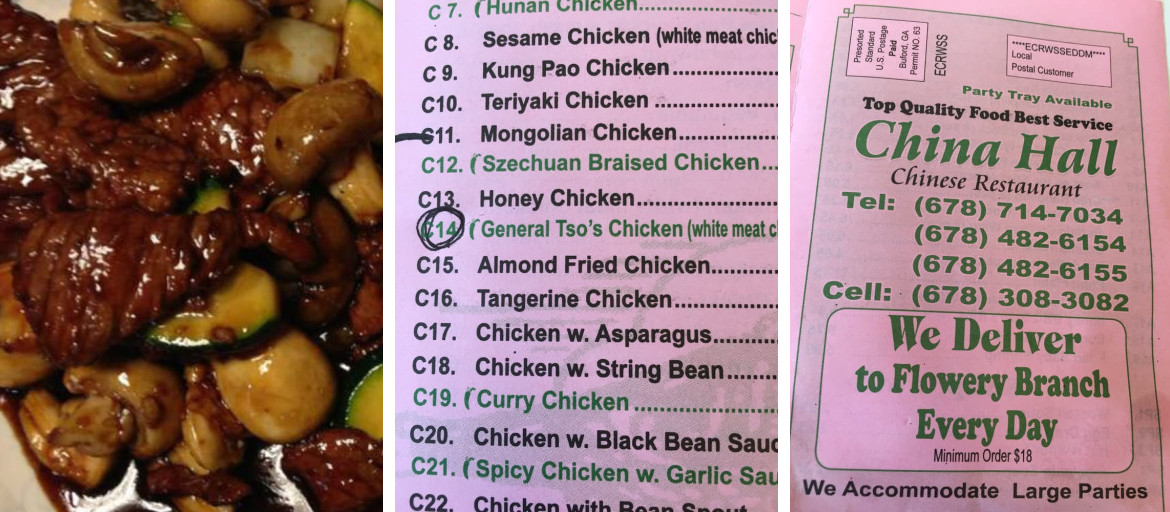 C 7. (Hunan Chicken
C 8. Sesame Chicken (white meat chic
C 9. Kung Pao Chicken
C10. Teriyaki Chicken
C11. Mongolian Chicken
C12. (Szechuan Braised Chicken
C13. Honey Chicken
C14 (General Tso's Chicken (white meat c
C15. Almond Fried Chicken
C16. Tangerine Chicken
C17. Chicken w. Asparagus
C18. Chicken w. String Bean
C19. (Curry Chicken
C20. Chicken w. Black Bean Sauc
C21. (Spicy Chicken w. Garlic Sau
C22. Chicken with Bean Sprout
Presorted
Standard
U.S. Postage
Paid
Buford, GA
Permit NO. 63
ECRWSS
****ECRWSSEDDM****
Local
Postal Customer
Party Tray Available
Top Quality Food Best Service
China Hall
Chinese Restaurant
Tel: (678) 714-7034
(678) 482-6154
(678) 482-6155
Cell: (678) 308-3082
We Deliver
to Flowery Branch
Every Day
Minimum Order $18
We Accommodate Large Parties